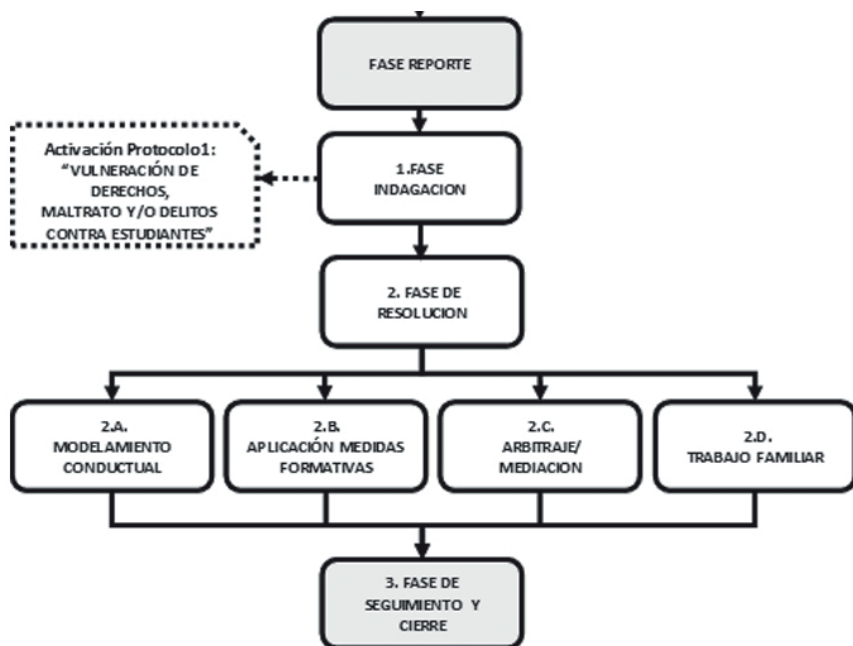 FASE REPORTE
Activación Protocolo1:
“VULNERACIÓN DE
DERECHOS,
MALTRATO Y/O DELITOS
CONTRA ESTUDIANTES”
1.FASE
INDAGACION
2. FASE DE
RESOLUCION
2.A.
MODELAMIENTO
CONDUCTUAL
2.B.
APLICACIÓN MEDIDAS
FORMATIVAS
2.C.
ARBITRAJE/
MEDIACION
2.D.
TRABAJO FAMILIAR
3. FASE DE
SEGUIMIENTO Y
CIERRE